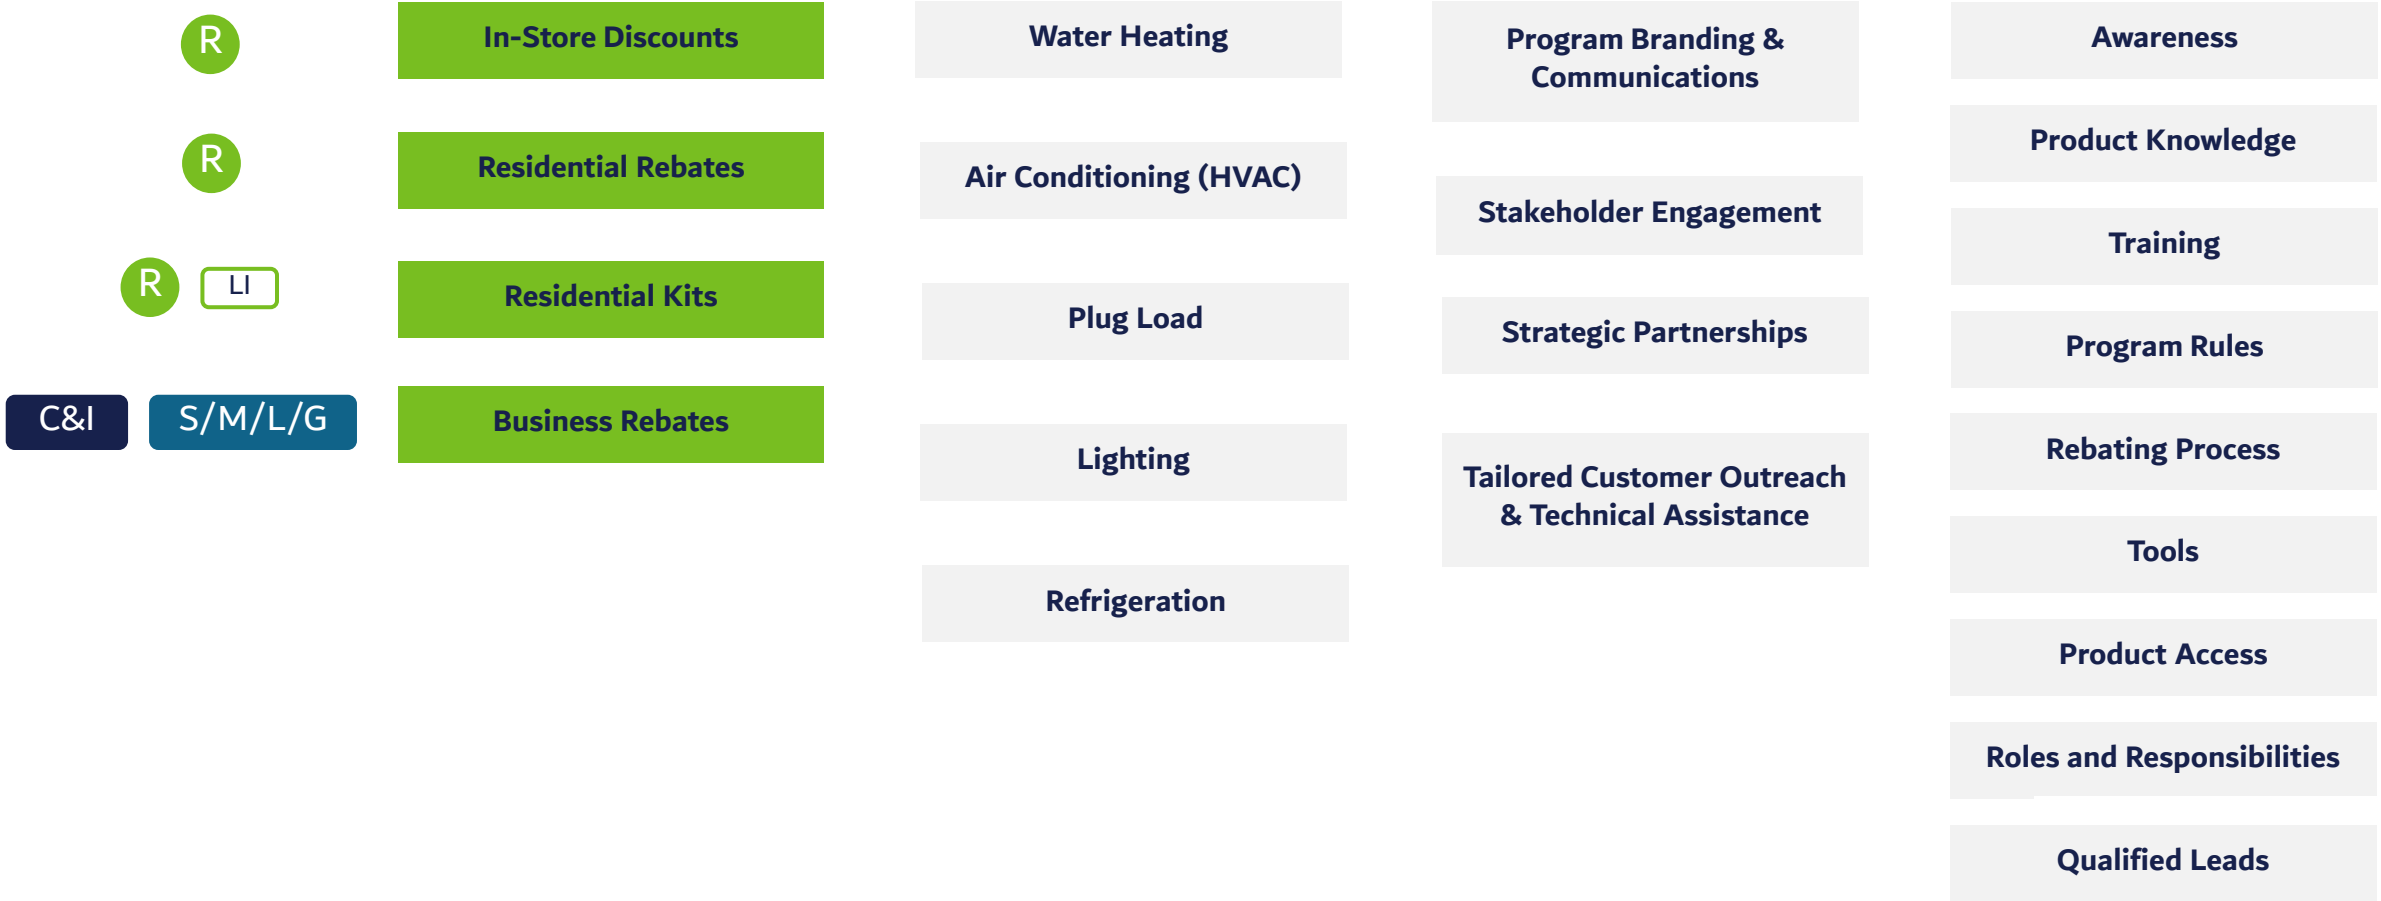 R
In-Store Discounts
R
Residential Rebates
R
LI
Residential Kits
C&I
S/M/L/G
Business Rebates
Water Heating
Air Conditioning (HVAC)
Plug Load
Lighting
Refrigeration
Program Branding &
Communications
Stakeholder Engagement
Strategic Partnerships
Tailored Customer Outreach
& Technical Assistance
Awareness
Product Knowledge
Training
Program Rules
Rebating Process
Tools
Product Access
Roles and Responsibilities
Qualified Leads